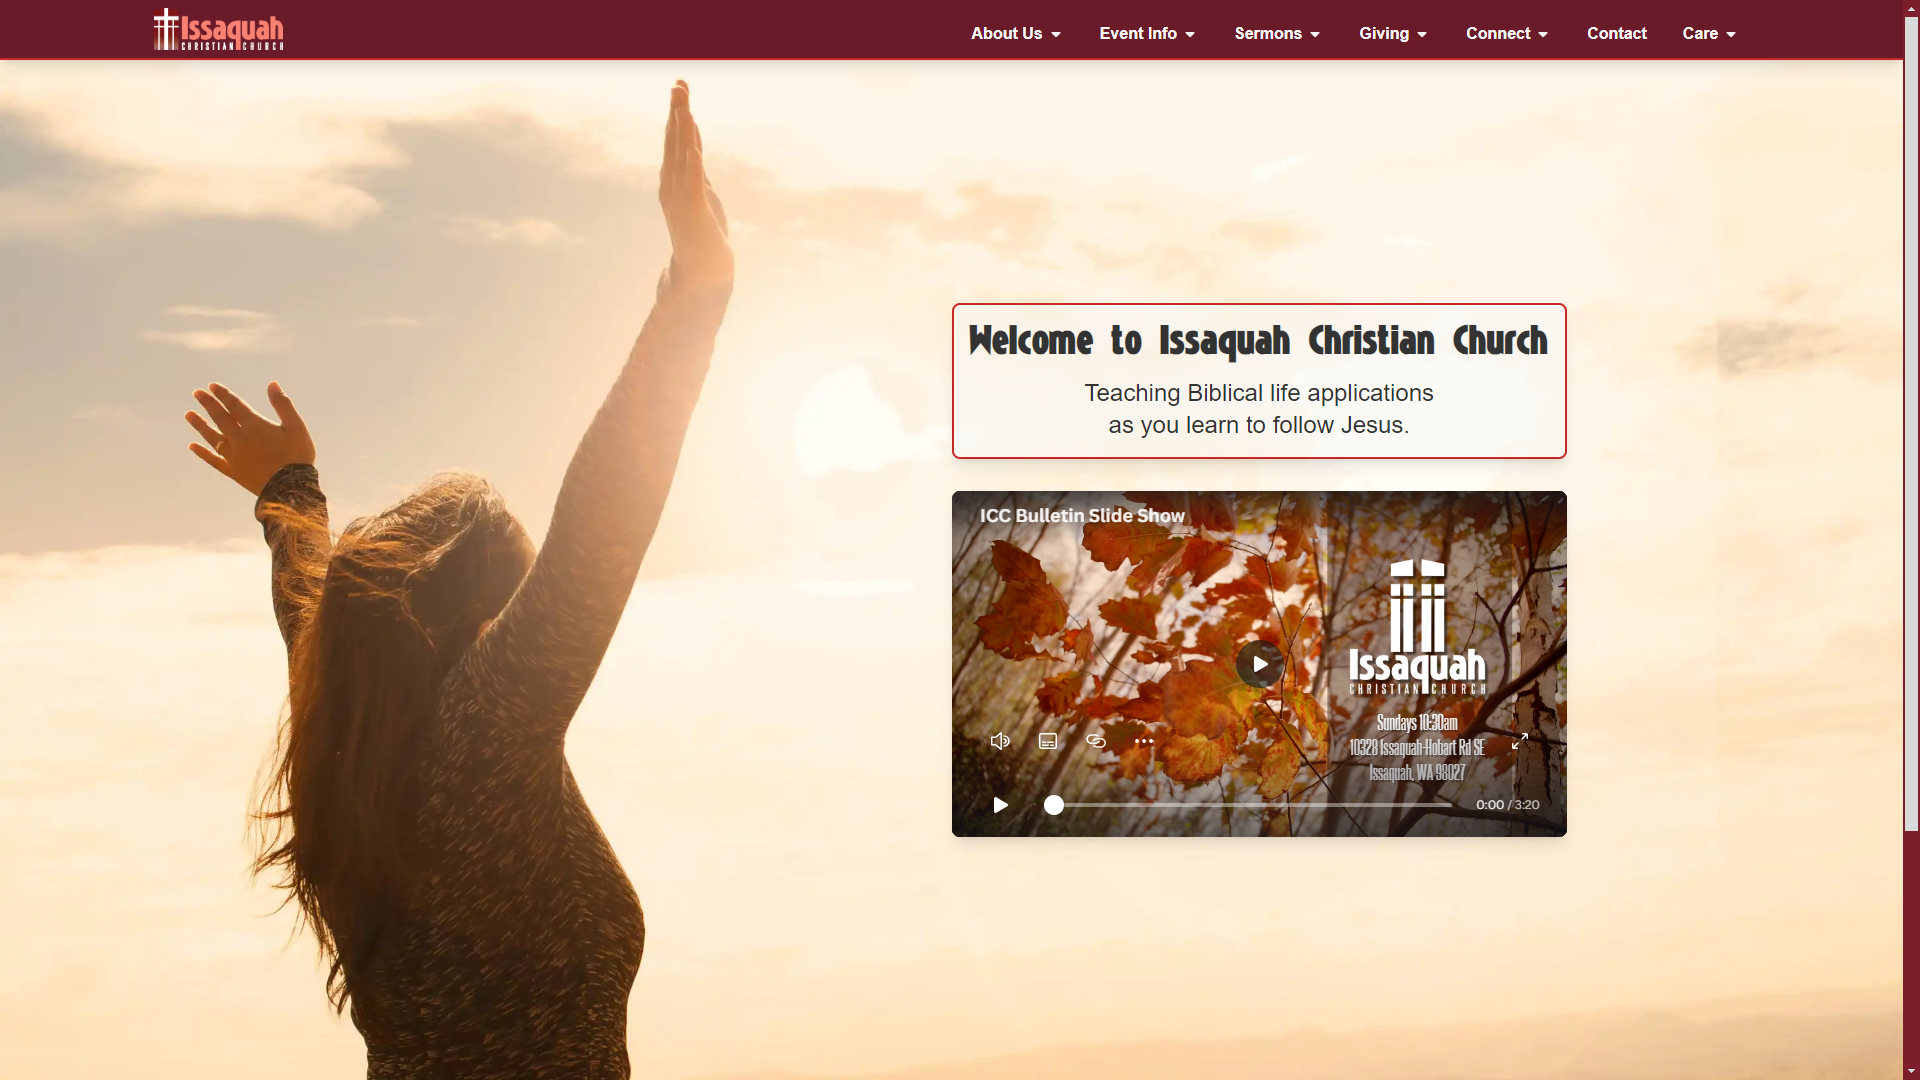 Issaquah
CHRISTIAN CHURCH
About Us
Event Info
Sermons
Giving
Connect
Contact
Care
Welcome to Issaquah Christian Church
Teaching Biblical life applications
as you learn to follow Jesus.
ICC Bulletin Slide Show
Issaquah
CHRISTIAN CHURCH
Sundays 10:30am
10328 Issaquah-Hobart Rd SE
Issaquah, WA 98027
0:00 / 3:20